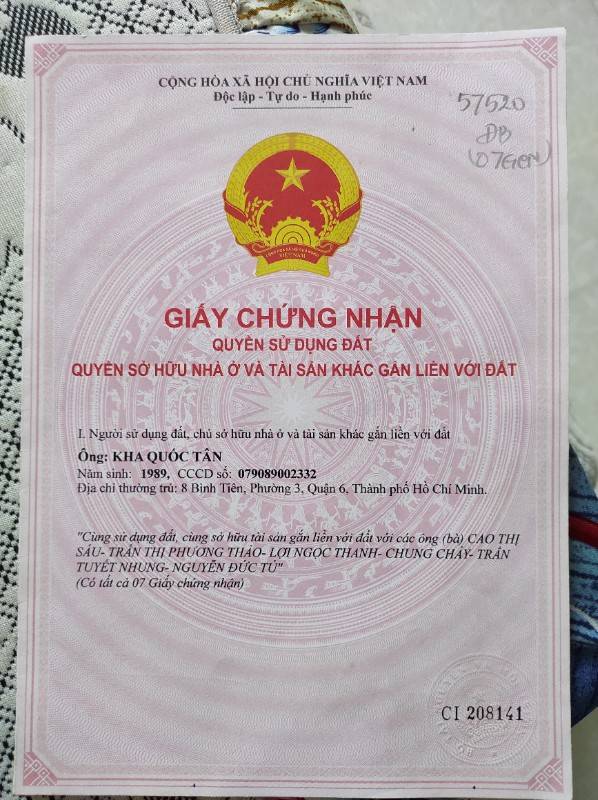 CỘNG HÒA XÃ HỘI CHỦ NGHĨA VIỆT NAM
Độc lập - Tự do - Hạnh phúc
57520
ĐB
(07GCN)
GIẤY CHỨNG NHẬN
QUYỀN SỬ DỤNG ĐẤT
QUYỀN SỞ HỮU NHÀ Ở VÀ TÀI SẢN KHÁC GẮN LIỀN VỚI ĐẤT
I. Người sử dụng đất, chủ sở hữu nhà ở và tài sản khác gắn liền với đất
Ông: KHA QUỐC TÂN
Năm sinh: 1989, CCCD số: 079089002332
Địa chỉ thường trú: 8 Bình Tiên, Phường 3, Quận 6, Thành phố Hồ Chí Minh.
"Cùng sử dụng đất, cùng sở hữu tài sản gắn liền với đất với các ông (bà) CAO THỊ
SÁU- TRẦN THỊ PHƯƠNG THẢO- LỢI NGỌC THANH- CHUNG CHẢY- TRẦN
TUYẾT NHUNG- NGUYỄN ĐỨC TÚ"
(Có tất cả 07 Giấy chứng nhận)
CI 208141